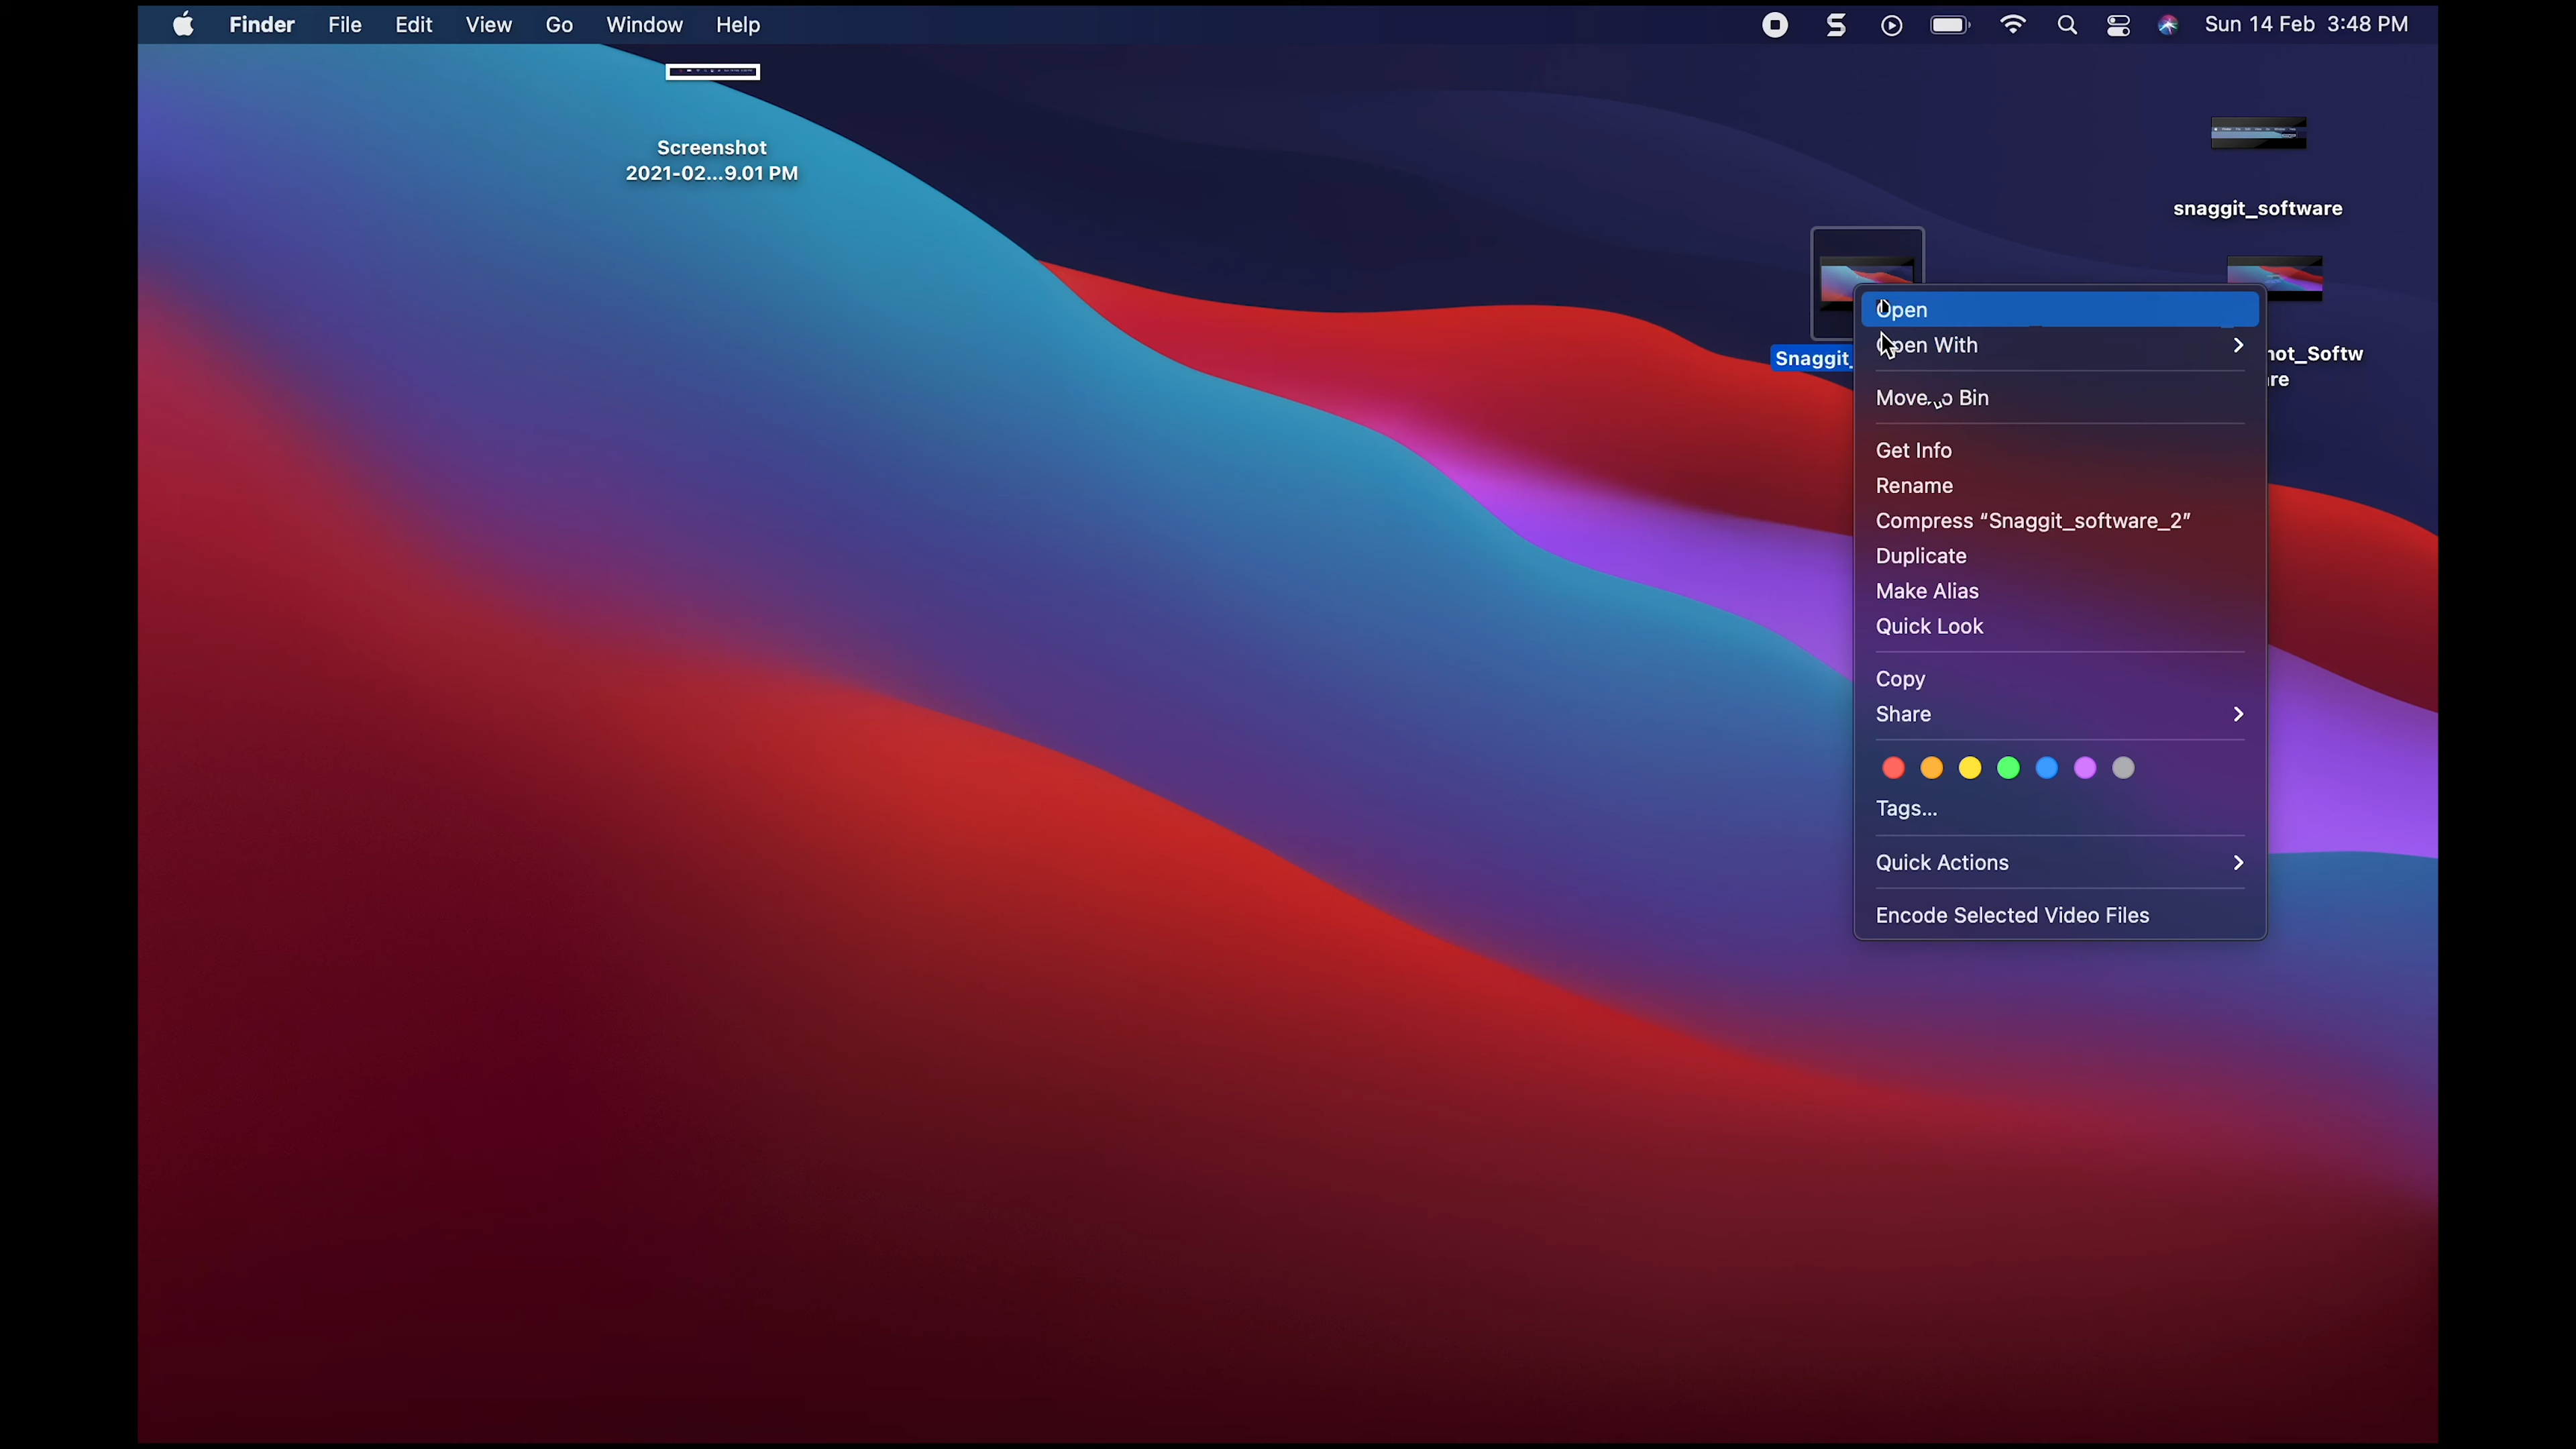 Finder File Edit View Go Window Help Sun 14 Feb 3:48 PM
Screenshot
2021-02...9.01 PM
snaggit_software
Snaggit_
hot_Softw
re
Open
Open With
Move to Bin
Get Info
Rename
Compress “Snaggit_software_2”
Duplicate
Make Alias
Quick Look
Copy
Share
Tags...
Quick Actions
Encode Selected Video Files